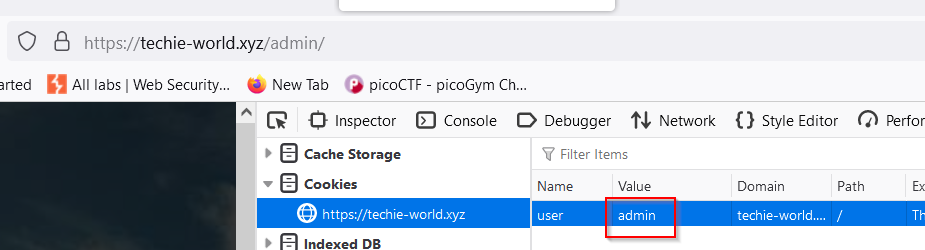 https://techie-world.xyz/admin/
arted All labs | Web Security... New Tab picoCTF - picoGym Ch...
Inspector Console Debugger Network Style Editor Perfor
Cache Storage
Filter Items
Cookies
Name Value Domain Path Ex
https://techie-world.xyz
user admin techie-world.... / Th
Indexed DB